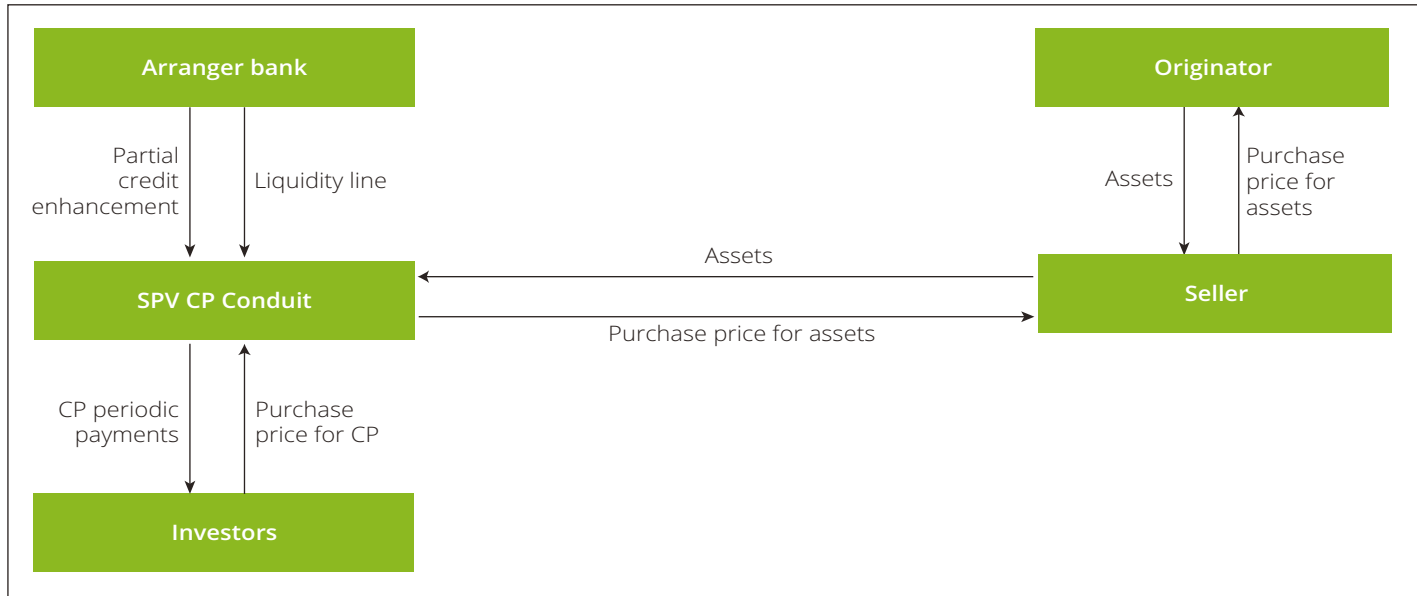 Arranger bank
Originator
Partial
credit
enhancement
Liquidity line
Assets
Purchase
price for
assets
SPV CP Conduit
Assets
Purchase price for assets
Seller
CP periodic
payments
Purchase
price for CP
Investors